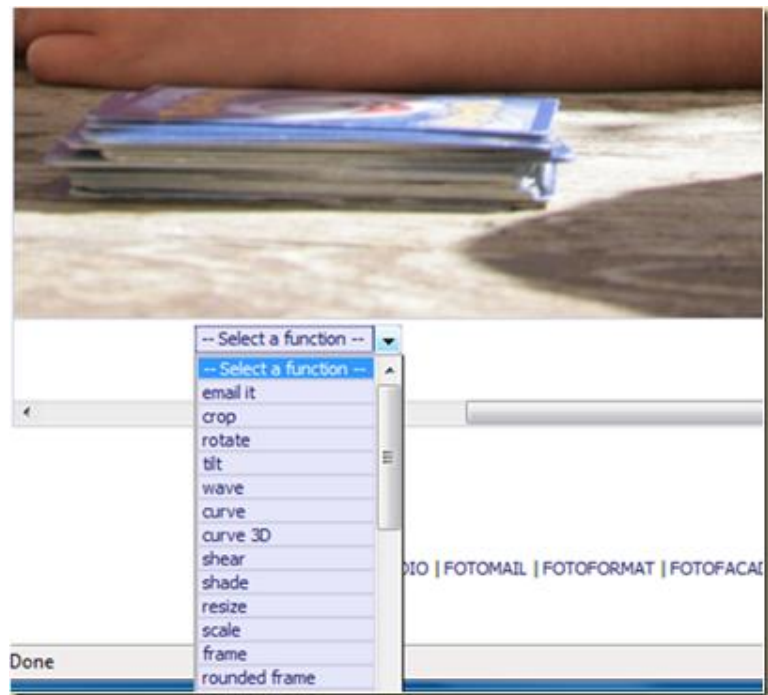 -- Select a function --
-- Select a function --
email it
crop
rotate
tilt
wave
curve
curve 3D
shear
shade
resize
scale
frame
rounded frame
DIO | FOTOMAIL | FOTOFORMAT | FOTOFACAD
Done